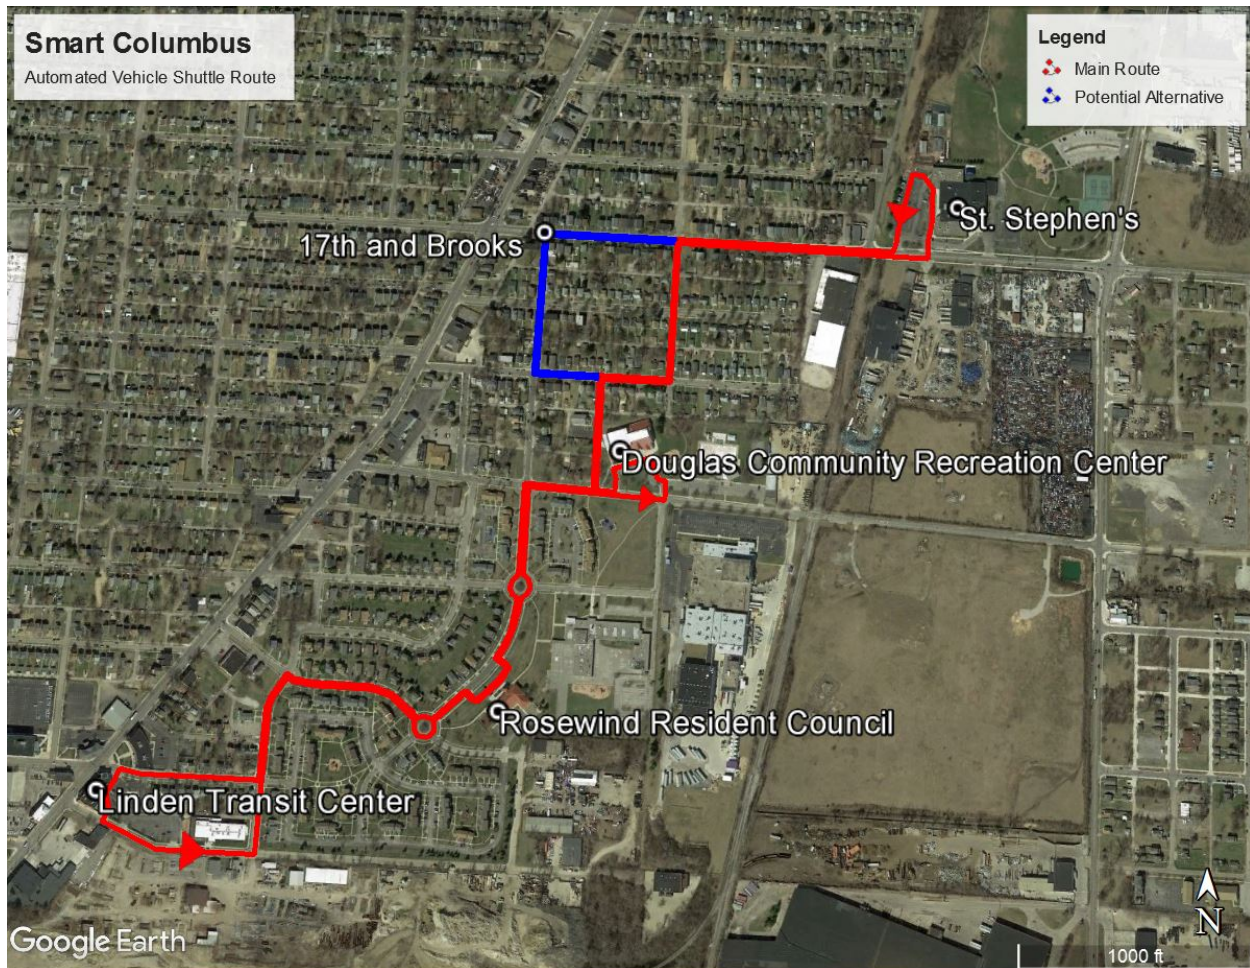 Smart Columbus
Automated Vehicle Shuttle Route
Legend
Main Route
Potential Alternative
St. Stephen's
17th and Brooks
Douglas Community Recreation Center
Rosewind Resident Council
Linden Transit Center
N
Google Earth
1000 ft